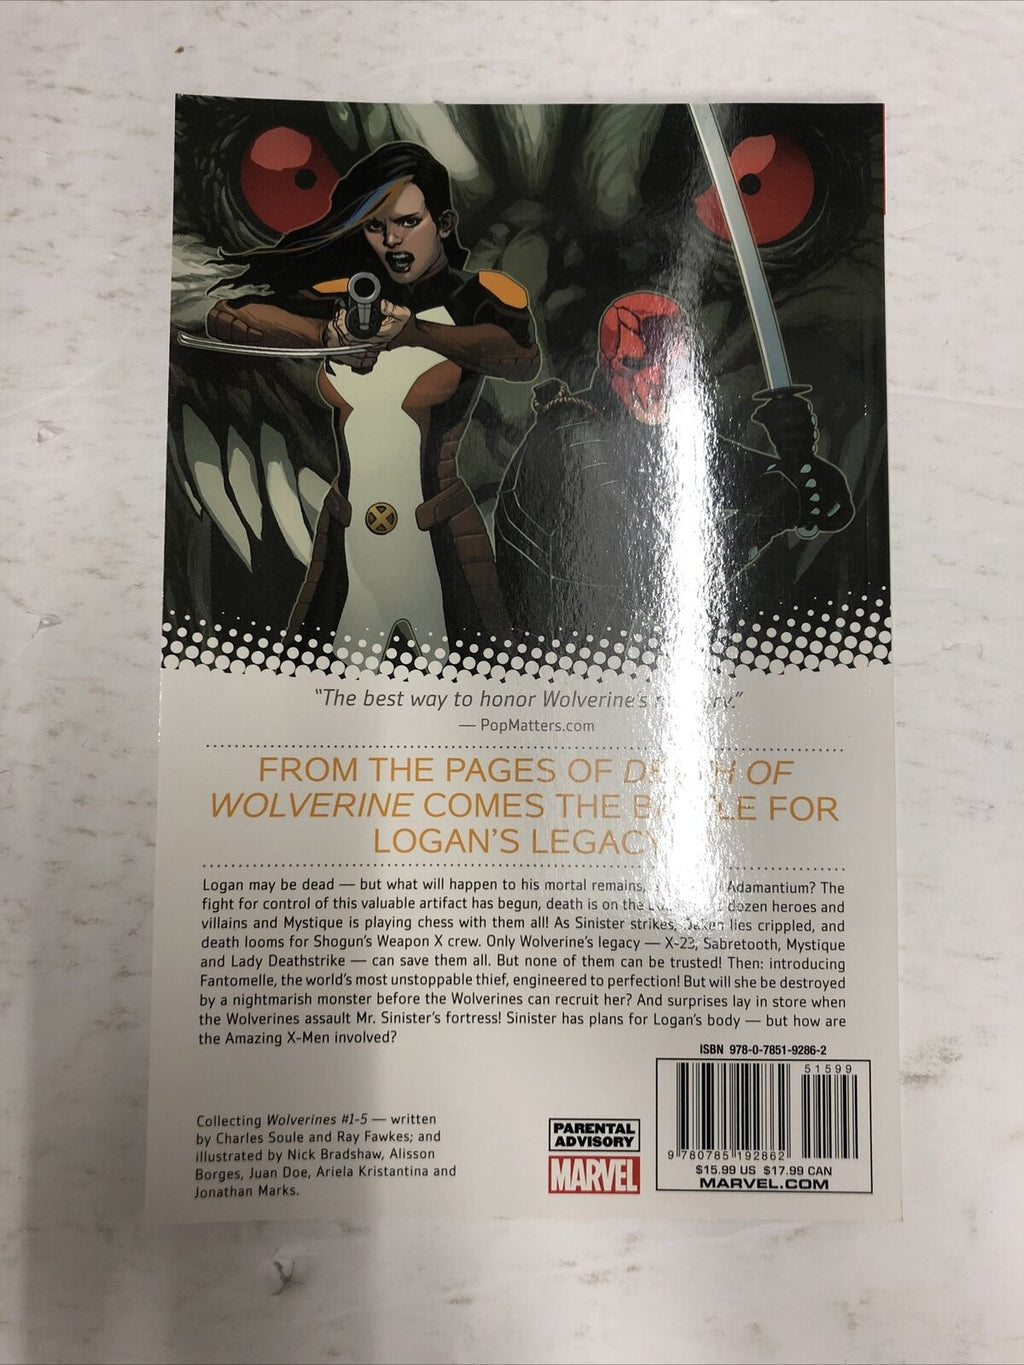 "The best way to honor Wolverine's
— PopMatters.com
FROM THE PAGES OF DEATH OF
WOLVERINE COMES THE BATTLE FOR
LOGAN'S LEGACY
Logan may be dead — but what will happen to his mortal remains, Adamantium? The
fight for control of this valuable artifact has begun, death is on the dozen heroes and
villains and Mystique is playing chess with them all! As Sinister strikes, Daken lies crippled, and
death looms for Shogun's Weapon X crew. Only Wolverine's legacy — X-23, Sabretooth, Mystique
and Lady Deathstrike — can save them all. But none of them can be trusted! Then: introducing
Fantomelle, the world's most unstoppable thief, engineered to perfection! But will she be destroyed
by a nightmarish monster before the Wolverines can recruit her? And surprises lay in store when
the Wolverines assault Mr. Sinister's fortress! Sinister has plans for Logan's body — but how are
the Amazing X-Men involved?
ISBN 978-0-7851-9286-2
51599
9 780785 192862
$15.99 US $17.99 CAN
MARVEL.COM
Collecting Wolverines #1-5 — written
by Charles Soule and Ray Fawkes; and
illustrated by Nick Bradshaw, Alisson
Borges, Juan Doe, Ariela Kristantina and
Jonathan Marks.
PARENTAL
ADVISORY
MARVEL